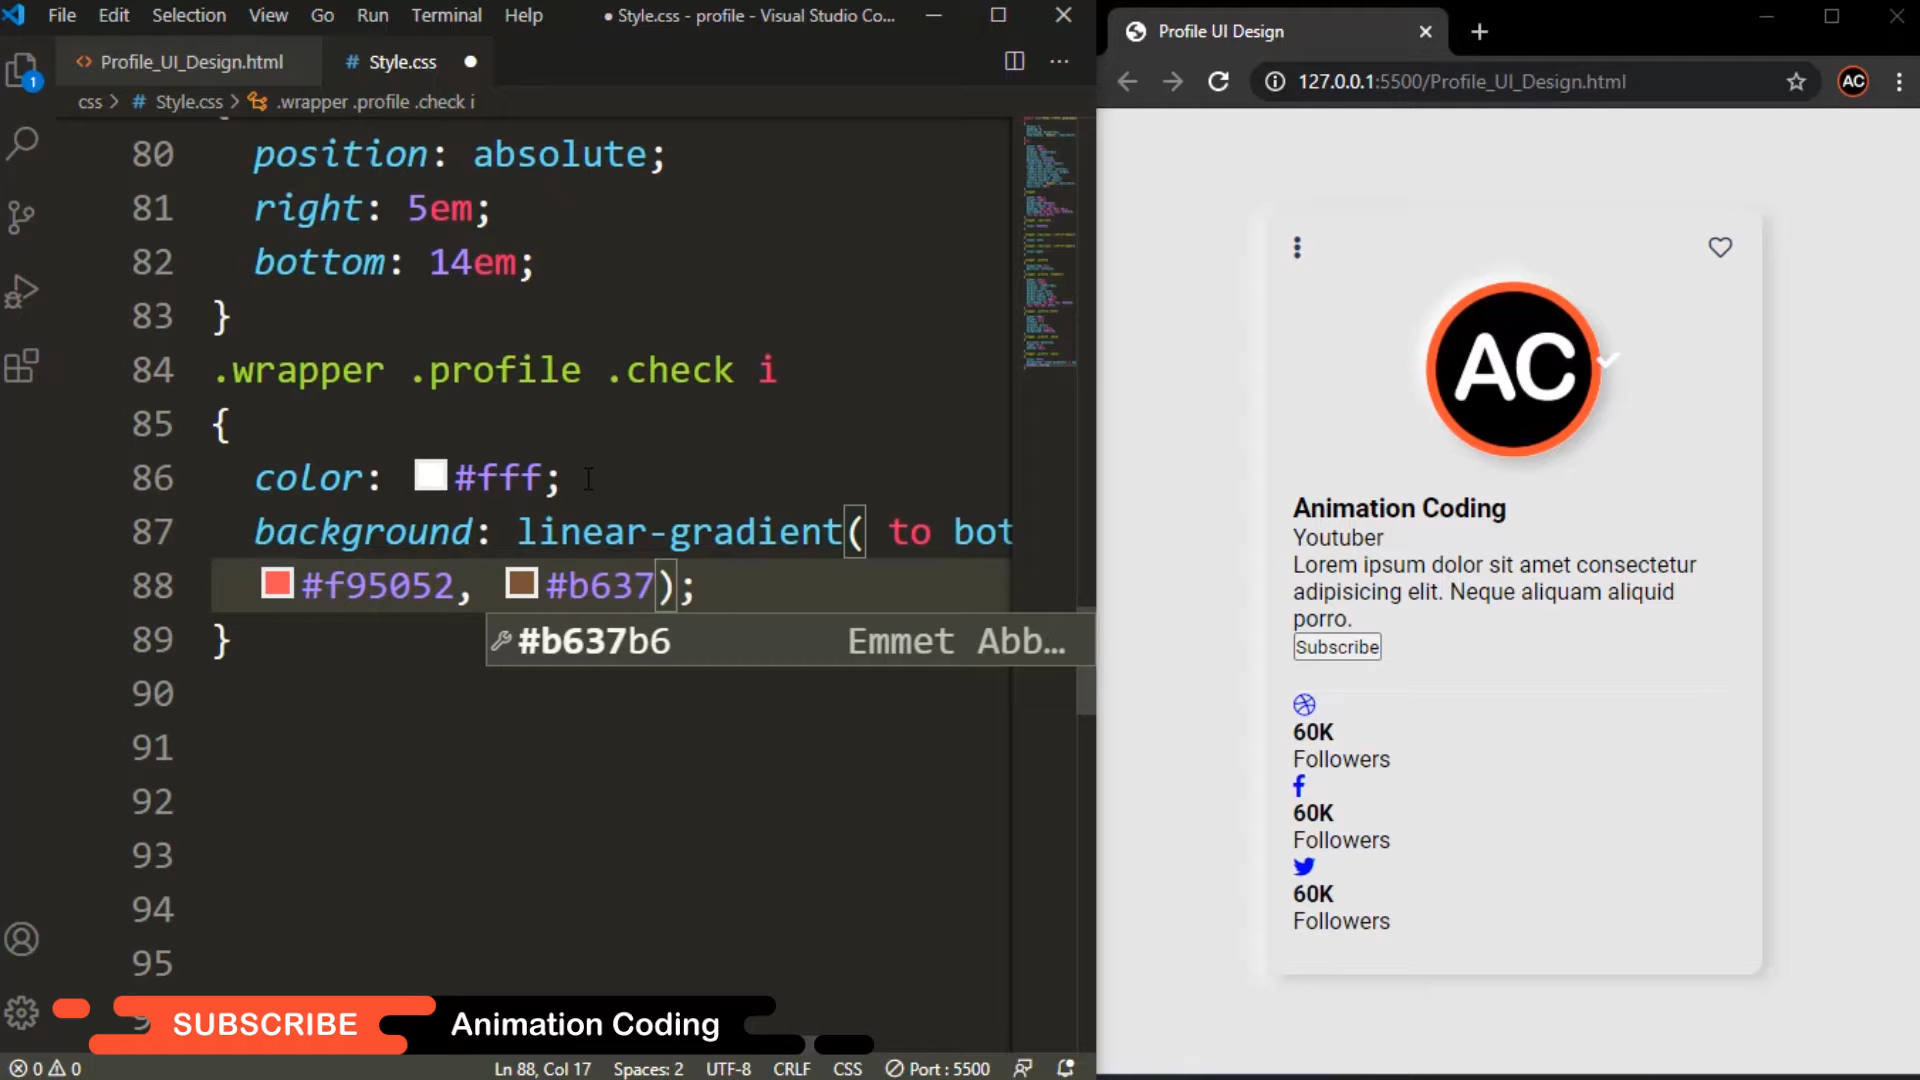 File Edit Selection View Go Run Terminal Help
● Style.css - profile - Visual Studio Co...
Profile_UI_Design.html
# Style.css
css > # Style.css > .wrapper .profile .check i
1
80 position: absolute;
81 right: 5em;
82 bottom: 14em;
83 }
84 .wrapper .profile .check i
85 {
86 color: #fff;
87 background: linear-gradient( to bot
88 #f95052, #b637);
#b637b6 Emmet Abb...
89 }
90
91
92
93
94
95
SUBSCRIBE
Animation Coding
0 0
Ln 88, Col 17 Spaces: 2 UTF-8 CRLF CSS Port : 5500
Profile UI Design
127.0.0.1:5500/Profile_UI_Design.html
AC
AC
Animation Coding
Youtuber
Lorem ipsum dolor sit amet consectetur
adipisicing elit. Neque aliquam aliquid
porro.
Subscribe
60K
Followers
60K
Followers
60K
Followers